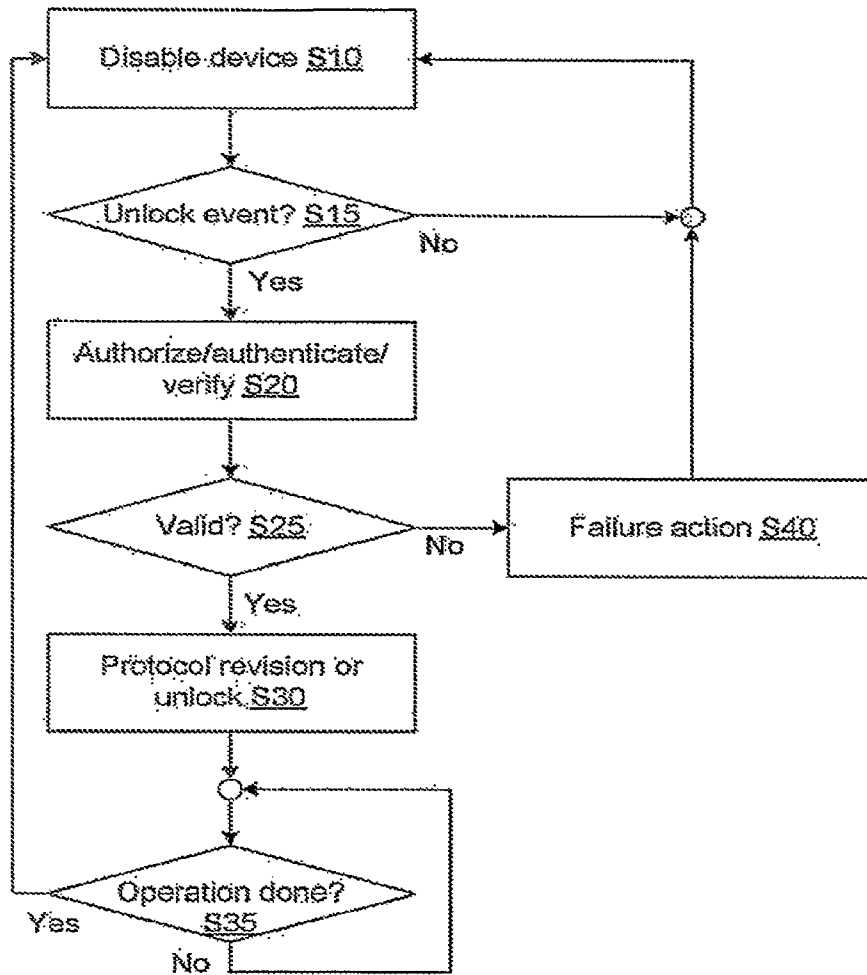 Disable device S10
Unlock event? S15
No
Yes
Authorize/authenticate/
verify S20
Valid? S25
No
Failure action S40
Yes
Protocol revision or
unlock S30
Operation done?
S35
Yes
No